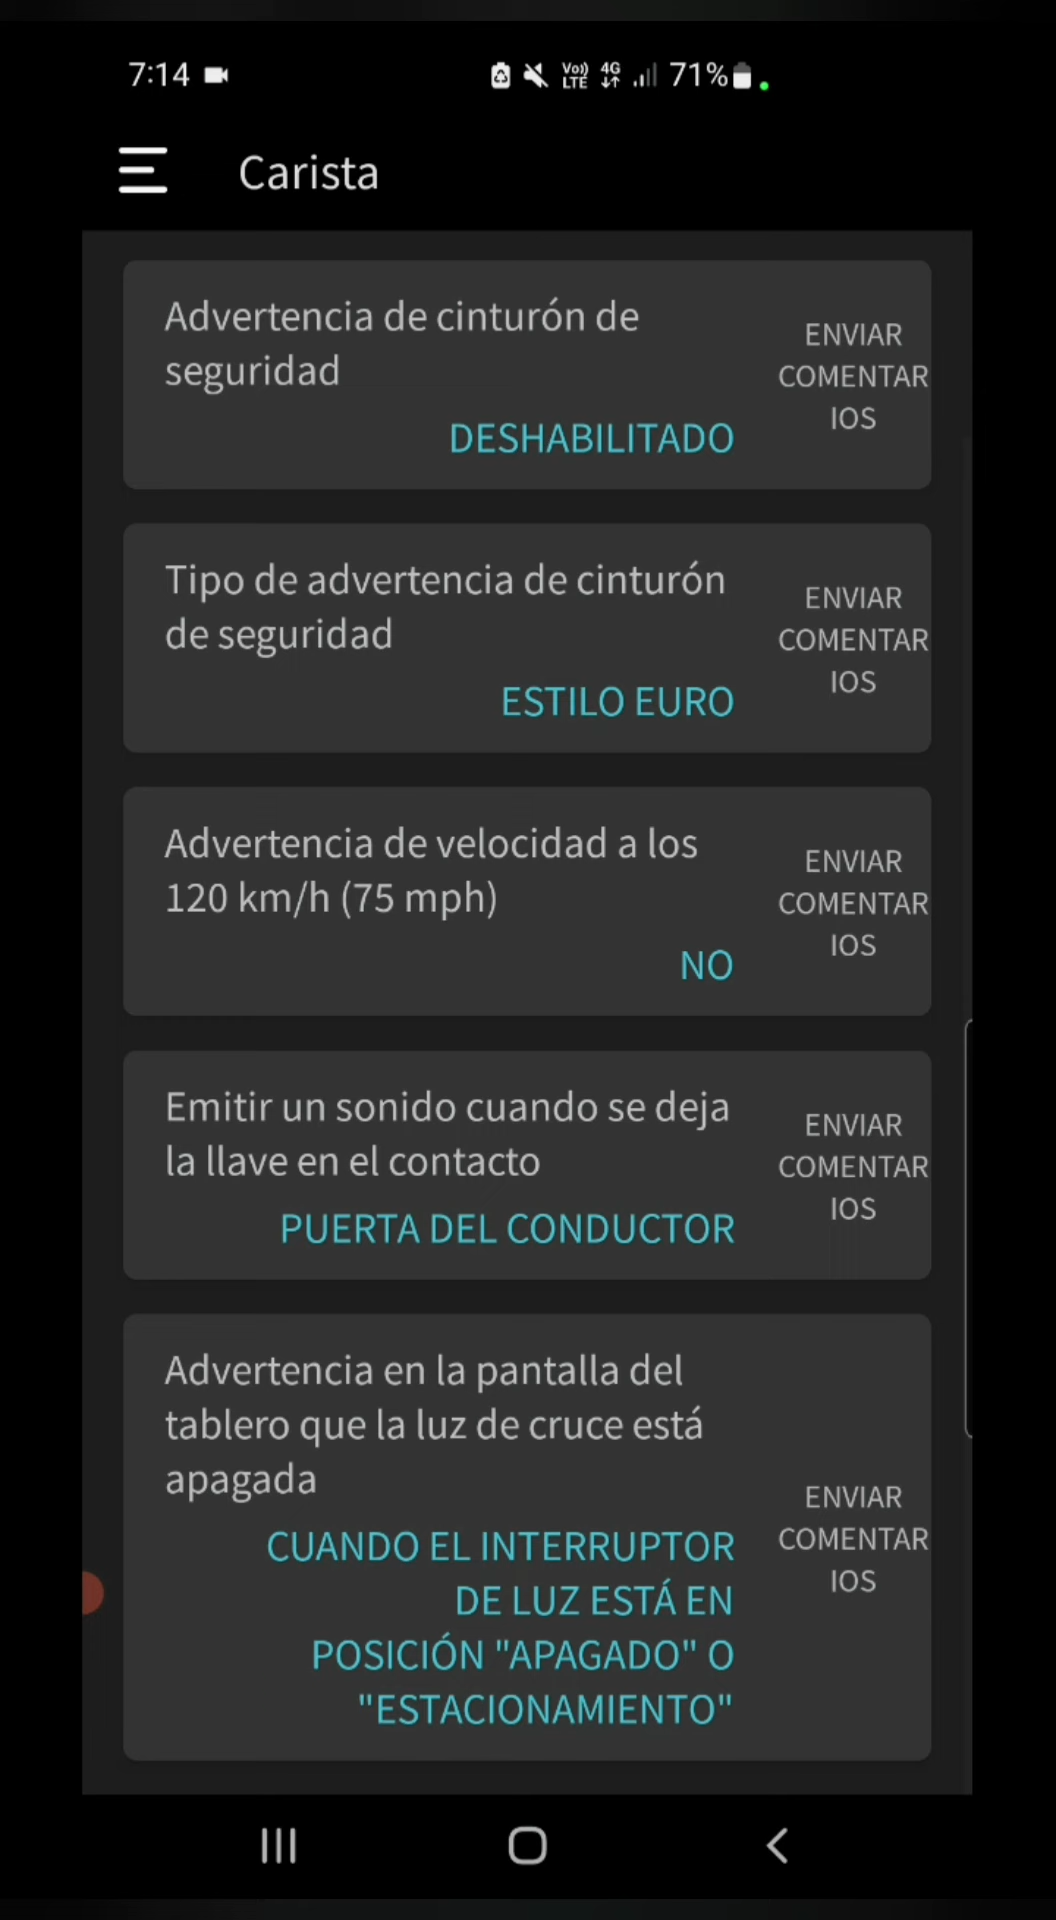 7:14 Vo)) LTE 4G 71%
Carista
Advertencia de cinturón de
seguridad
DESHABILITADO
ENVIAR
COMENTAR
IOS
Tipo de advertencia de cinturón
de seguridad
ESTILO EURO
ENVIAR
COMENTAR
IOS
Advertencia de velocidad a los
120 km/h (75 mph)
NO
ENVIAR
COMENTAR
IOS
Emitir un sonido cuando se deja
la llave en el contacto
PUERTA DEL CONDUCTOR
ENVIAR
COMENTAR
IOS
Advertencia en la pantalla del
tablero que la luz de cruce está
apagada
CUANDO EL INTERRUPTOR
DE LUZ ESTÁ EN
POSICIÓN "APAGADO" O
"ESTACIONAMIENTO"
ENVIAR
COMENTAR
IOS